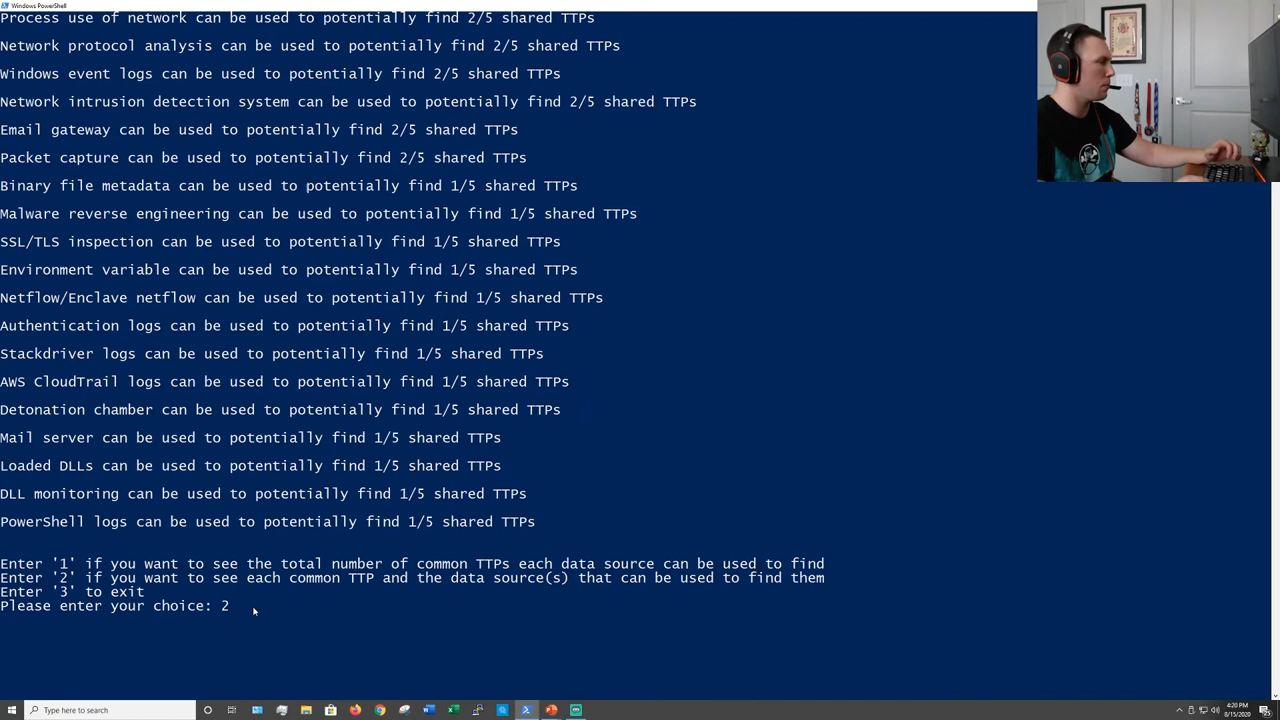 Windows PowerShell
Process use of network can be used to potentially find 2/5 shared TTPs
Network protocol analysis can be used to potentially find 2/5 shared TTPs
Windows event logs can be used to potentially find 2/5 shared TTPs
Network intrusion detection system can be used to potentially find 2/5 shared TTPs
Email gateway can be used to potentially find 2/5 shared TTPs
Packet capture can be used to potentially find 2/5 shared TTPs
Binary file metadata can be used to potentially find 1/5 shared TTPs
Malware reverse engineering can be used to potentially find 1/5 shared TTPs
SSL/TLS inspection can be used to potentially find 1/5 shared TTPs
Environment variable can be used to potentially find 1/5 shared TTPs
Netflow/Enclave netflow can be used to potentially find 1/5 shared TTPs
Authentication logs can be used to potentially find 1/5 shared TTPs
Stackdriver logs can be used to potentially find 1/5 shared TTPs
AWS CloudTrail logs can be used to potentially find 1/5 shared TTPs
Detonation chamber can be used to potentially find 1/5 shared TTPs
Mail server can be used to potentially find 1/5 shared TTPs
Loaded DLLs can be used to potentially find 1/5 shared TTPs
DLL monitoring can be used to potentially find 1/5 shared TTPs
PowerShell logs can be used to potentially find 1/5 shared TTPs
Enter '1' if you want to see the total number of common TTPs each data source can be used to find
Enter '2' if you want to see each common TTP and the data source(s) that can be used to find them
Enter '3' to exit
Please enter your choice: 2
Type here to search
4:20 PM
8/15/2020